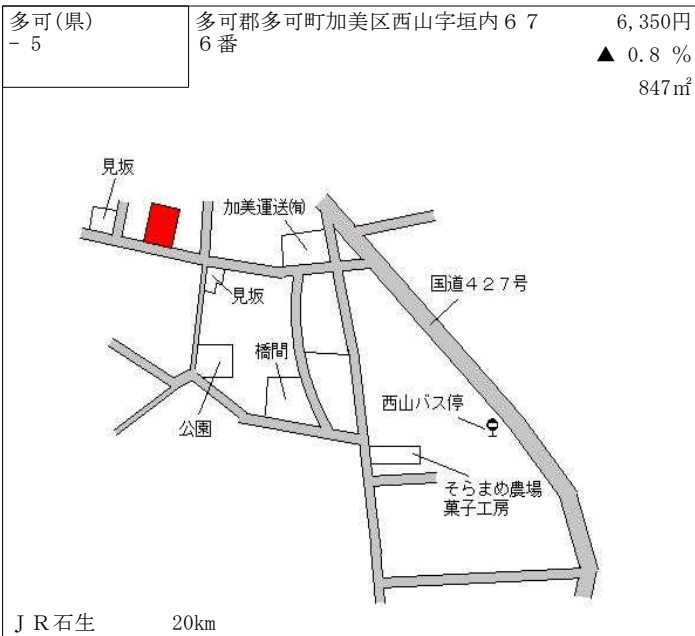 多可(県)
- 5
多可郡多可町加美区西山字垣内６７
６番
6,350円
▲ 0.8 %
847㎡
見坂
加美運送㈲
国道４２７号
見坂
橋間
西山バス停
公園
そらまめ農場
菓子工房
ＪＲ石生 20km